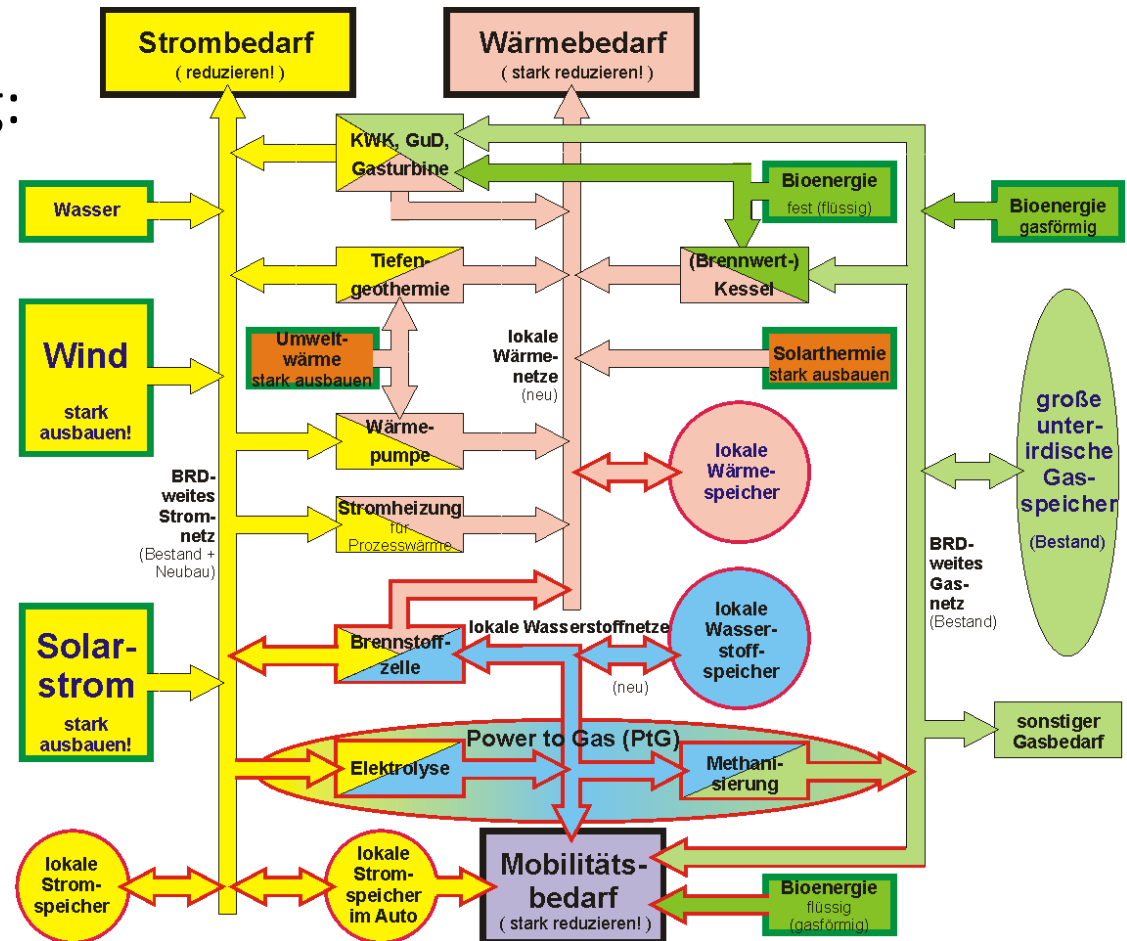 Strombedarf
( reduzieren! )
Wärmebedarf
( stark reduzieren! )
:
KWK, GuD,
Gasturbine
Wasser
Bioenergie
fest (flüssig)
Bioenergie
gasförmig
Tiefen-
geothermie
(Brennwert-)
Kessel
Wind
stark
ausbauen!
Umwelt-
wärme
stark ausbauen
lokale
Wärme-
netze
(neu)
Solarthermie
stark ausbauen
große
unter-
irdische
Gas-
speicher
(Bestand)
Wärme-
pumpe
lokale
Wärme-
speicher
BRD-
weites
Strom-
netz
(Bestand +
Neubau)
Stromheizung
für
Prozesswärme
BRD-
weites
Gas-
netz
(Bestand)
Solar-
strom
stark
ausbauen!
lokale Wasserstoffnetze
(neu)
Brennstoff-
zelle
lokale
Wasser-
stoff-
speicher
sonstiger
Gasbedarf
Power to Gas (PtG)
Elektrolyse
Methani-
sierung
lokale
Strom-
speicher
lokale
Strom-
speicher
im Auto
Mobilitäts-
bedarf
( stark reduzieren! )
Bioenergie
flüssig
(gasförmig)